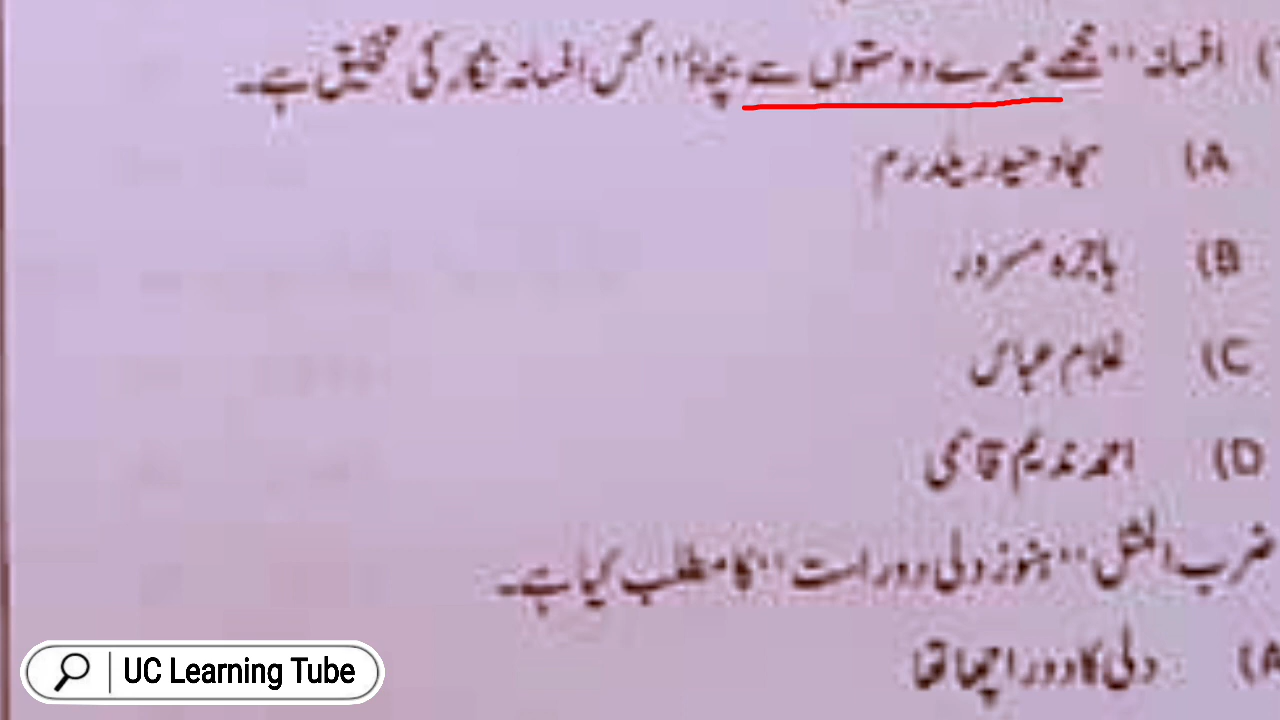 افسانہ "مجھے میرے دوستوں سے بچاؤ" کس افسانہ نگار کی تخلیق ہے۔
(A سجاد حیدر یلدرم
(B ہاجرہ مسرور
(C غلام عباس
(D احمد ندیم قاسمی
ضرب المثل "ہنوز دلی دور است" کا مطلب کیا ہے۔
(A دلی کا دور اچھا تھا
UC Learning Tube